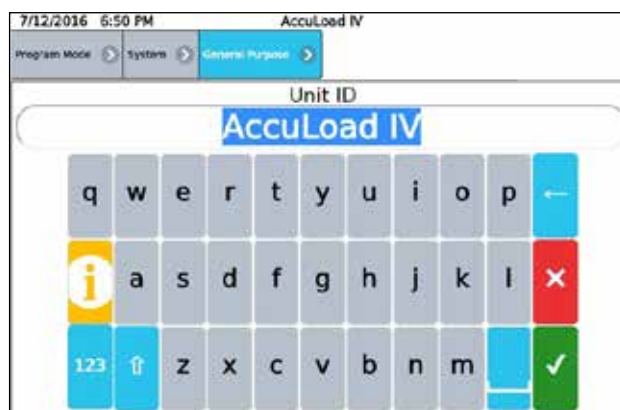 7/12/2016 6:50 PM AccuLoad IV
Program Mode System General Purpose
Unit ID
AccuLoad IV
q w e r t y u i o p
i a s d f g h j k l
123 z x c v b n m